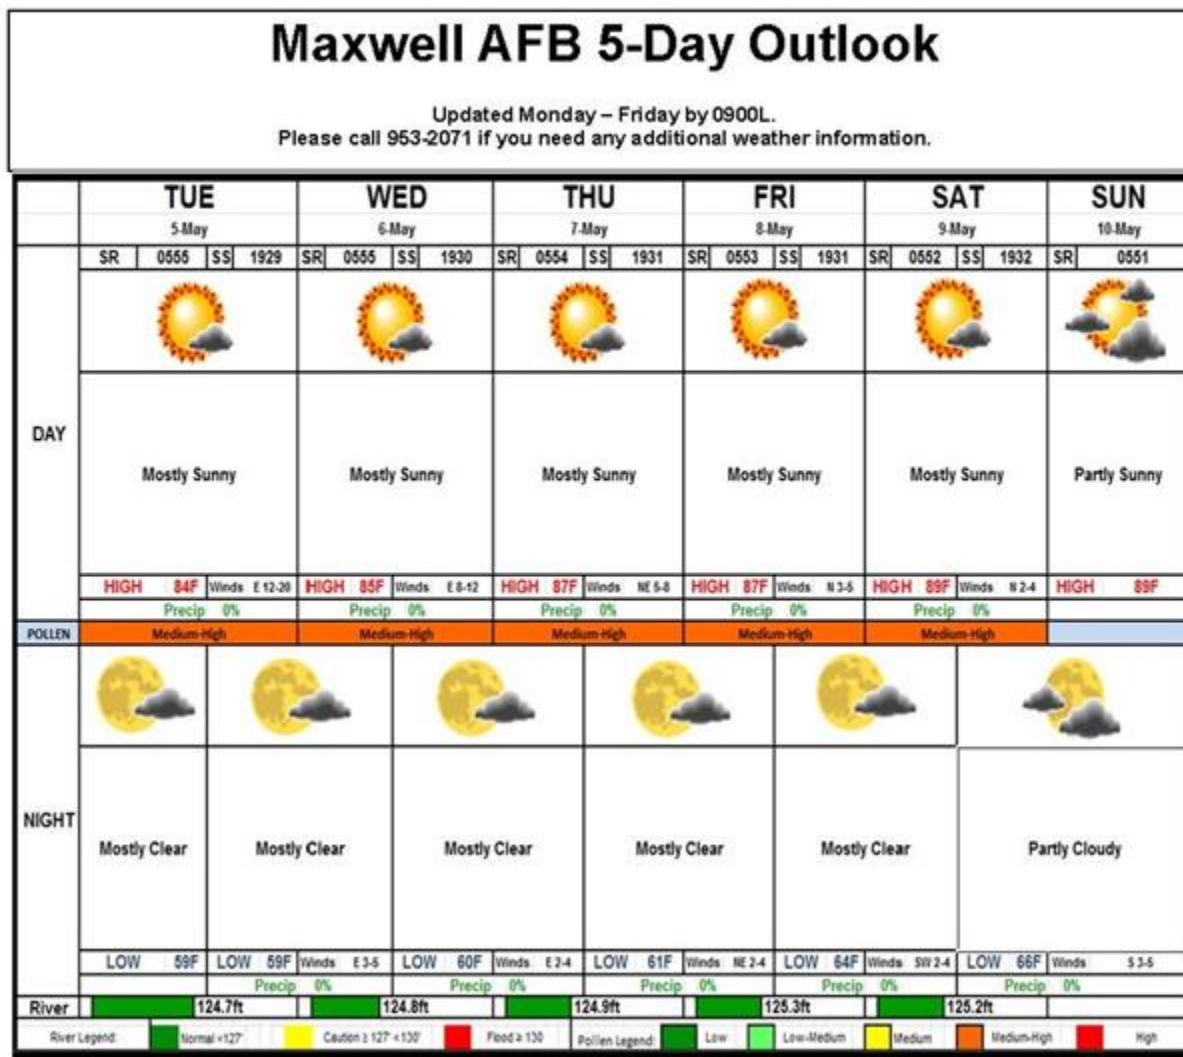 Maxwell AFB 5-Day Outlook
Updated Monday – Friday by 0900L.
Please call 953-2071 if you need any additional weather information.
TUE WED THU FRI SAT SUN
5-May 6-May 7-May 8-May 9-May 10-May
SR 0555 SS 1929 SR 0555 SS 1930 SR 0554 SS 1931 SR 0553 SS 1931 SR 0552 SS 1932 SR 0551
DAY
Mostly Sunny Mostly Sunny Mostly Sunny Mostly Sunny Mostly Sunny Partly Sunny
HIGH 84F Winds E 12-20 HIGH 85F Winds E 8-12 HIGH 87F Winds NE 5-8 HIGH 87F Winds N 3-5 HIGH 89F Winds N 2-4 HIGH 89F
Precip 0% Precip 0% Precip 0% Precip 0% Precip 0%
POLLEN Medium-High Medium-High Medium-High Medium-High Medium-High
NIGHT
Mostly Clear Mostly Clear Mostly Clear Mostly Clear Mostly Clear Partly Cloudy
LOW 59F LOW 59F Winds E 3-5 LOW 60F Winds E 2-4 LOW 61F Winds NE 2-4 LOW 64F Winds SW 2-4 LOW 66F Winds S 3-5
Precip 0% Precip 0% Precip 0% Precip 0% Precip 0%
River 124.7ft 124.8ft 124.9ft 125.3ft 125.2ft
River Legend: Normal <127' Caution ≥ 127' <130' Flood ≥ 130 Pollen Legend: Low Low-Medium Medium Medium-High High